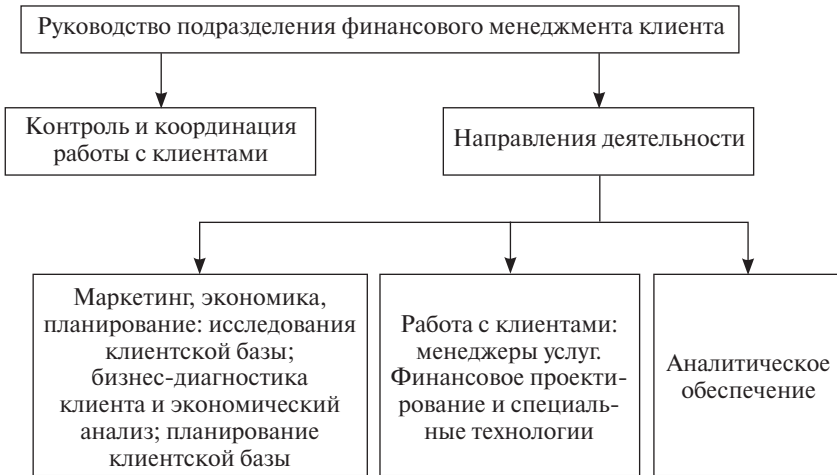 Руководство подразделения финансового менеджмента клиента
Контроль и координация
работы с клиентами
Направления деятельности
Маркетинг, экономика,
планирование: исследования
клиентской базы;
бизнес-диагностика
клиента и экономический
анализ; планирование
клиентской базы
Работа с клиентами:
менеджеры услуг.
Финансовое проекти-
рование и специаль-
ные технологии
Аналитическое
обеспечение